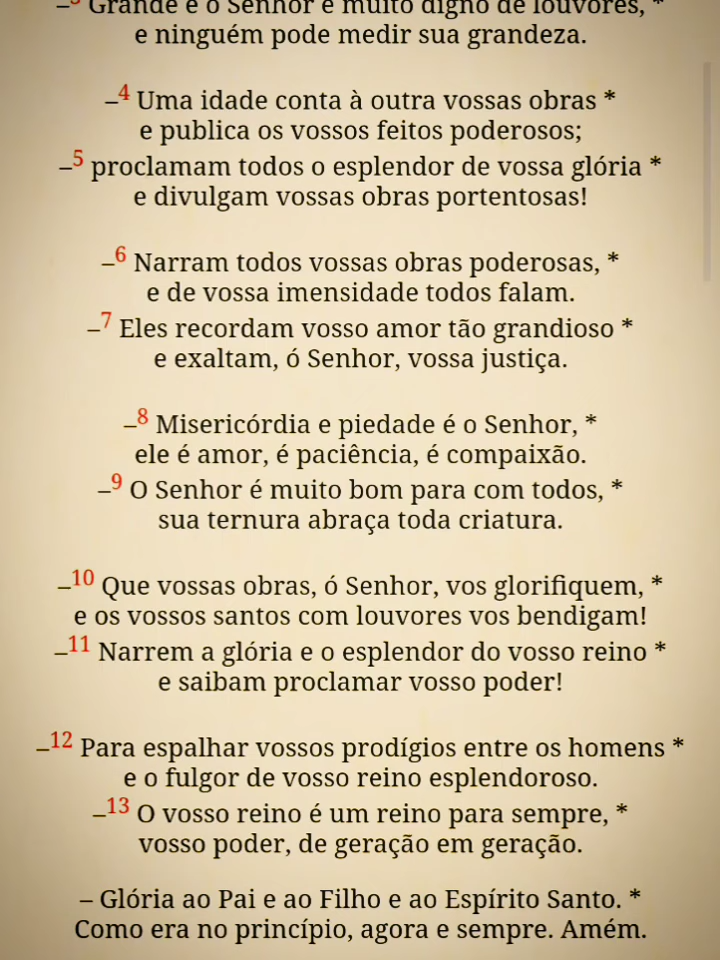 –3 Grande é o Senhor e muito digno de louvores, *
e ninguém pode medir sua grandeza.
–4 Uma idade conta à outra vossas obras *
e publica os vossos feitos poderosos;
–5 proclamam todos o esplendor de vossa glória *
e divulgam vossas obras portentosas!
–6 Narram todos vossas obras poderosas, *
e de vossa imensidade todos falam.
–7 Eles recordam vosso amor tão grandioso *
e exaltam, ó Senhor, vossa justiça.
–8 Misericórdia e piedade é o Senhor, *
ele é amor, é paciência, é compaixão.
–9 O Senhor é muito bom para com todos, *
sua ternura abraça toda criatura.
–10 Que vossas obras, ó Senhor, vos glorifiquem, *
e os vossos santos com louvores vos bendigam!
–11 Narrem a glória e o esplendor do vosso reino *
e saibam proclamar vosso poder!
–12 Para espalhar vossos prodígios entre os homens *
e o fulgor de vosso reino esplendoroso.
–13 O vosso reino é um reino para sempre, *
vosso poder, de geração em geração.
– Glória ao Pai e ao Filho e ao Espírito Santo. *
Como era no princípio, agora e sempre. Amém.